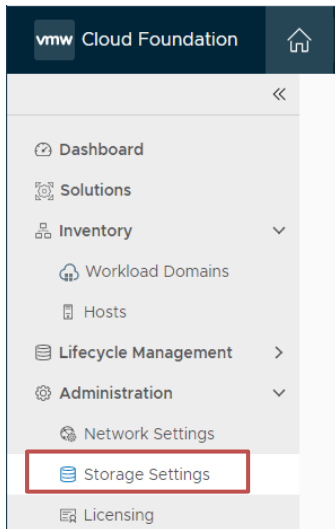 vmw Cloud Foundation
Dashboard
Solutions
Inventory
Workload Domains
Hosts
Lifecycle Management
Administration
Network Settings
Storage Settings
Licensing